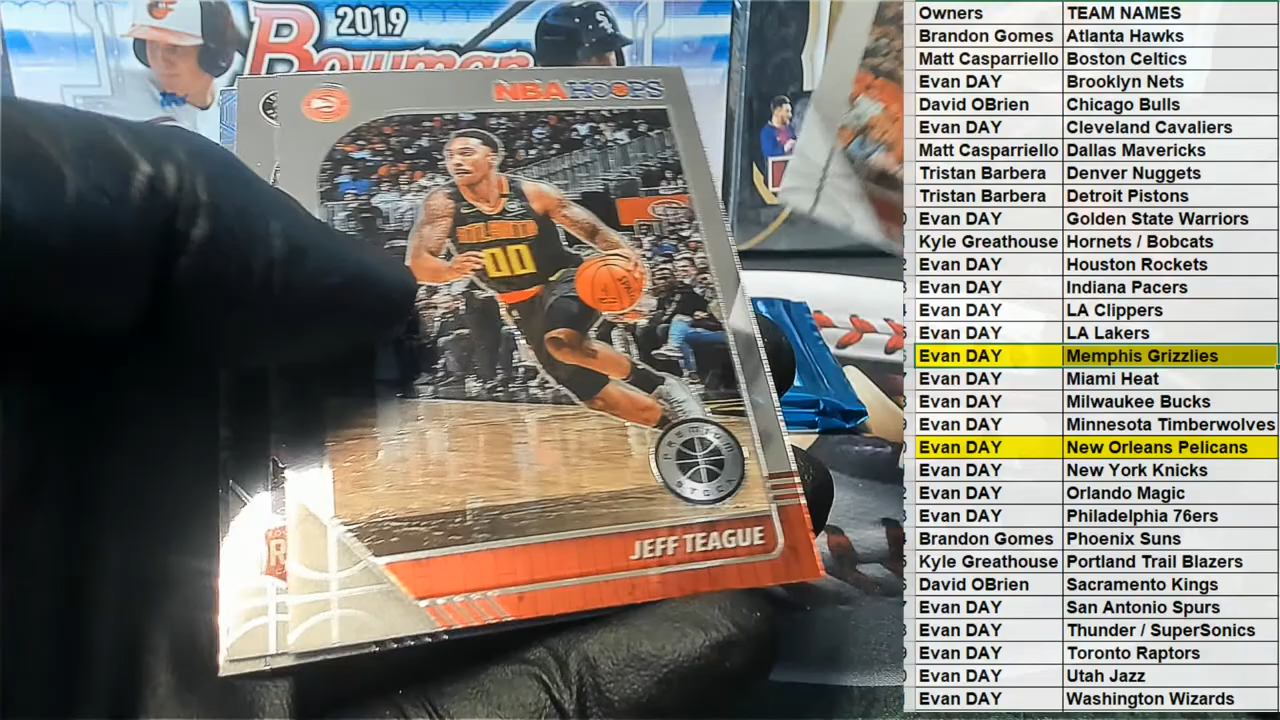 2019
Bowman
NBA HOOPS
ATLANTA
00
PREMIUM
STOCK
JEFF TEAGUE
R
Owners TEAM NAMES
Brandon Gomes Atlanta Hawks
Matt Casparriello Boston Celtics
Evan DAY Brooklyn Nets
David OBrien Chicago Bulls
Evan DAY Cleveland Cavaliers
Matt Casparriello Dallas Mavericks
Tristan Barbera Denver Nuggets
Tristan Barbera Detroit Pistons
Evan DAY Golden State Warriors
Kyle Greathouse Hornets / Bobcats
Evan DAY Houston Rockets
Evan DAY Indiana Pacers
Evan DAY LA Clippers
Evan DAY LA Lakers
Evan DAY Memphis Grizzlies
Evan DAY Miami Heat
Evan DAY Milwaukee Bucks
Evan DAY Minnesota Timberwolves
Evan DAY New Orleans Pelicans
Evan DAY New York Knicks
Evan DAY Orlando Magic
Evan DAY Philadelphia 76ers
Brandon Gomes Phoenix Suns
Kyle Greathouse Portland Trail Blazers
David OBrien Sacramento Kings
Evan DAY San Antonio Spurs
Evan DAY Thunder / SuperSonics
Evan DAY Toronto Raptors
Evan DAY Utah Jazz
Evan DAY Washington Wizards